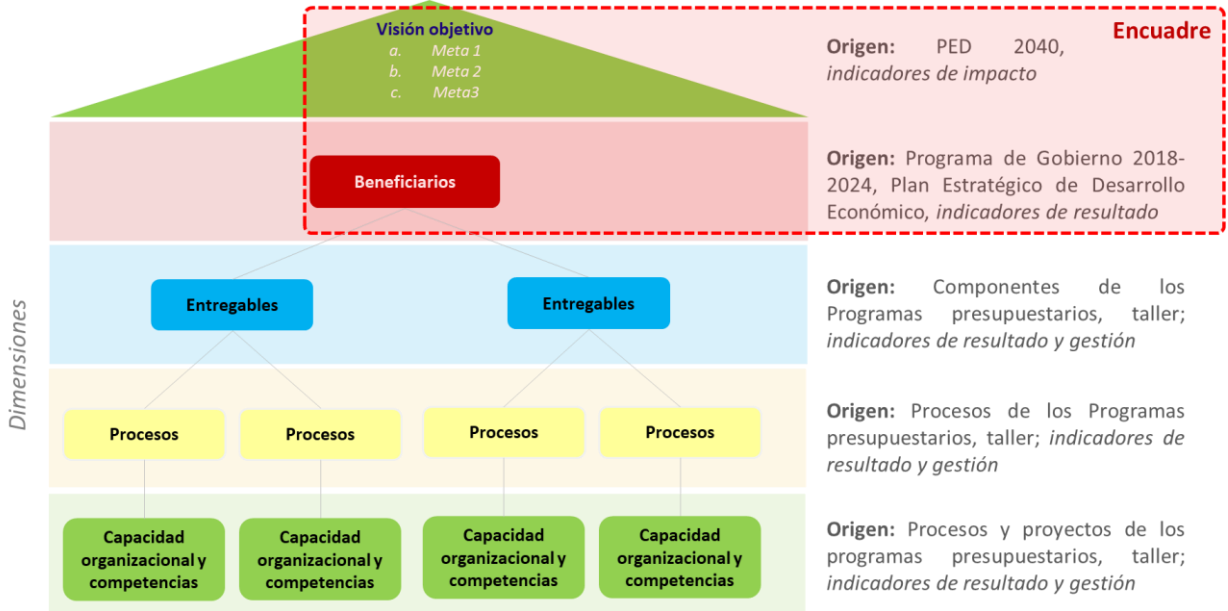 Visión objetivo
a. Meta 1
b. Meta 2
c. Meta3
Encuadre
Origen: PED 2040,
indicadores de impacto
Beneficiarios
Origen: Programa de Gobierno 2018-
2024, Plan Estratégico de Desarrollo
Económico, indicadores de resultado
Dimensiones
Entregables
Entregables
Origen: Componentes de los
Programas presupuestarios, taller;
indicadores de resultado y gestión
Procesos
Procesos
Procesos
Procesos
Origen: Procesos de los Programas
presupuestarios, taller; indicadores de
resultado y gestión
Capacidad
organizacional y
competencias
Capacidad
organizacional y
competencias
Capacidad
organizacional y
competencias
Capacidad
organizacional y
competencias
Origen: Procesos y proyectos de los
programas presupuestarios, taller;
indicadores de resultado y gestión